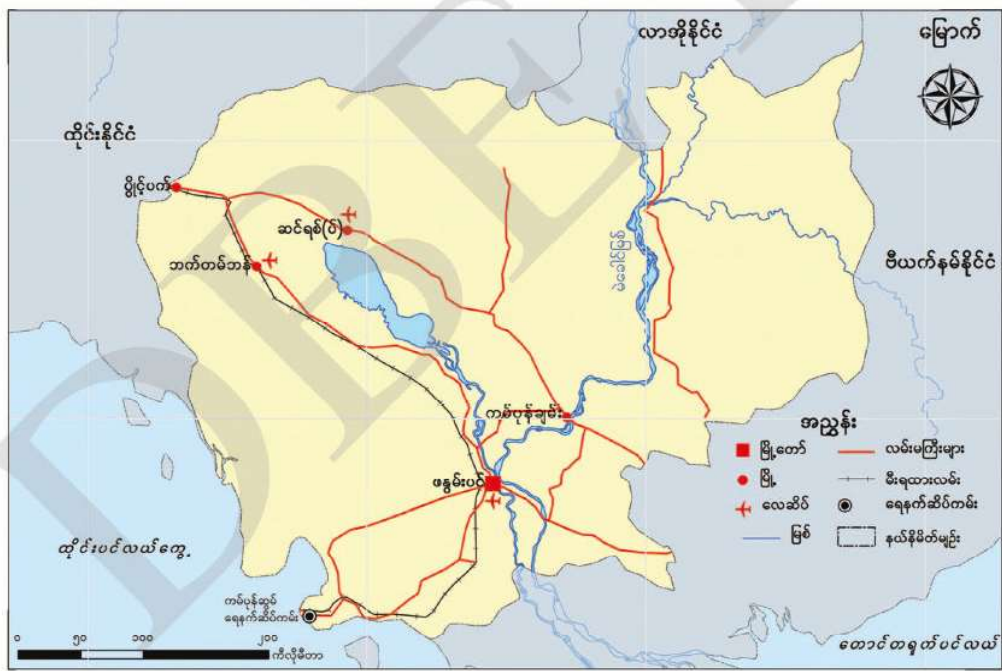 လာအိုနိုင်ငံ
မြောက်
ထိုင်းနိုင်ငံ
ပွိုင့်ပက်
ဆင်ရစ်(ပ်)
ဘက်တမ်ဘန်
မဲခေါင်မြစ်
ဗီယက်နမ်နိုင်ငံ
ကမ်ပုန်ချမ်း
ဖနွမ်းပင်
အညွှန်း
မြို့တော်
လမ်းမကြီးများ
မြို့
မီးရထားလမ်း
လေဆိပ်
ရေနက်ဆိပ်ကမ်း
မြစ်
နယ်နိမိတ်မျဉ်း
ထိုင်းပင်လယ်ကွေ့
ကမ်ပုန်ဆွမ်
ရေနက်ဆိပ်ကမ်း
တောင်တရုတ်ပင်လယ်
၀ ၅၀ ၁၀၀ ၂၀၀
ကီလိုမီတာ
DBE